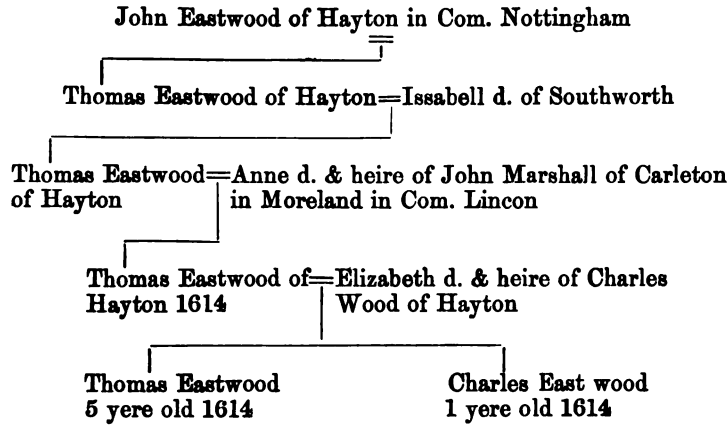 John Eastwood of Hayton in Com. Nottingham
Thomas Eastwood of Hayton=Issabell d. of Southworth
Thomas Eastwood=Anne d. & heire of John Marshall of Carleton
of Hayton in Moreland in Com. Lincon
Thomas Eastwood of=Elizabeth d. & heire of Charles
Hayton 1614 Wood of Hayton
Thomas Eastwood Charles East wood
5 yere old 1614 1 yere old 1614